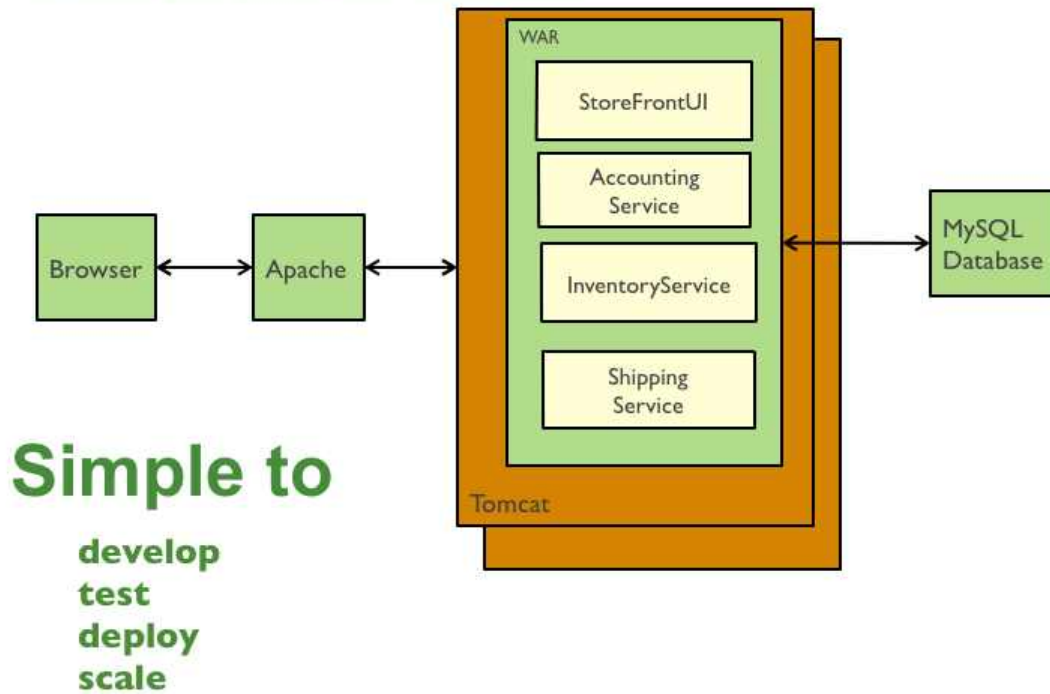 WAR
StoreFrontUI
Accounting
Service
InventoryService
Shipping
Service
Browser
Apache
MySQL
Database
Tomcat
Simple to
develop
test
deploy
scale